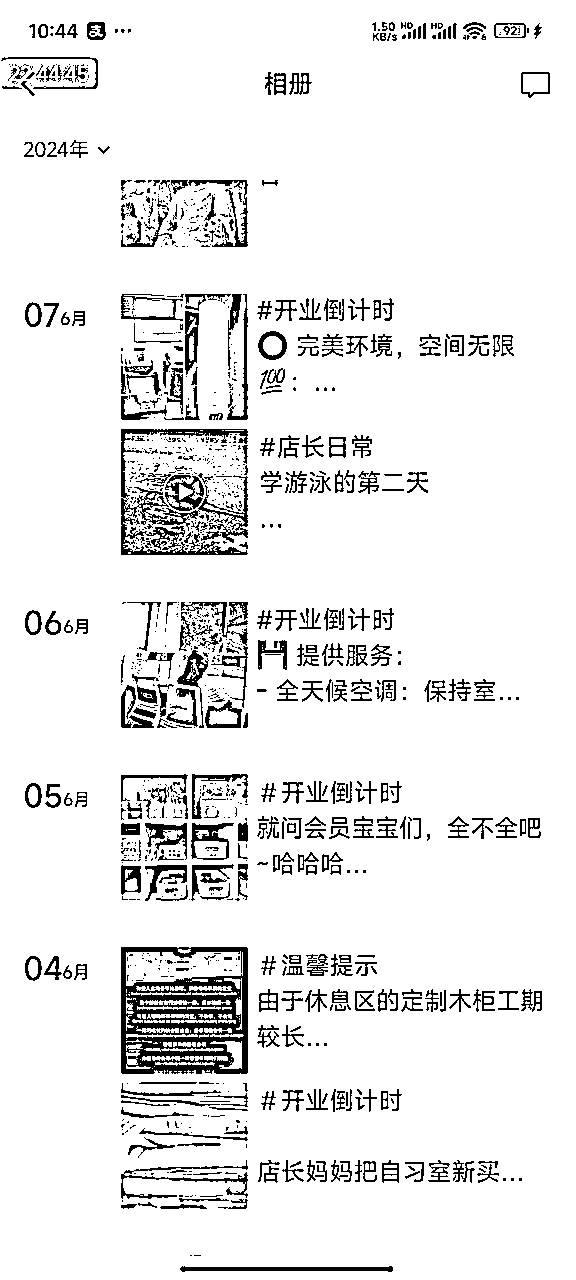 10:44
1.50 KB/s HD HD 92
22:44:45
相册
2024年
07 6月
#开业倒计时
⭕ 完美环境，空间无限
💯：...
#店长日常
学游泳的第二天
...
06 6月
#开业倒计时
💾 提供服务：
- 全天候空调：保持室...
05 6月
#开业倒计时
就问会员宝宝们，全不全吧
~哈哈哈...
04 6月
#温馨提示
由于休息区的定制木柜工期
较长...
#开业倒计时
店长妈妈把自习室新买...